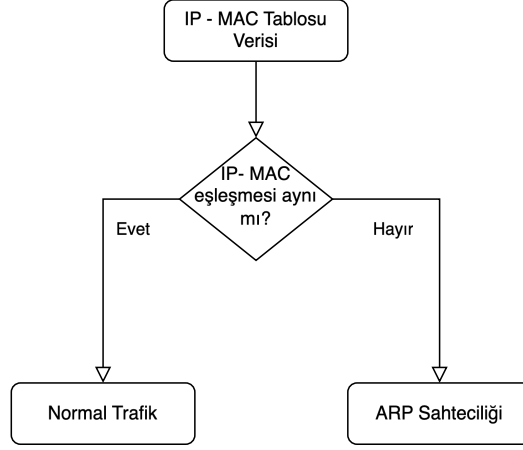 IP - MAC Tablosu
Verisi
IP- MAC
eşleşmesi aynı
mı?
Evet
Hayır
Normal Trafik
ARP Sahteciliği